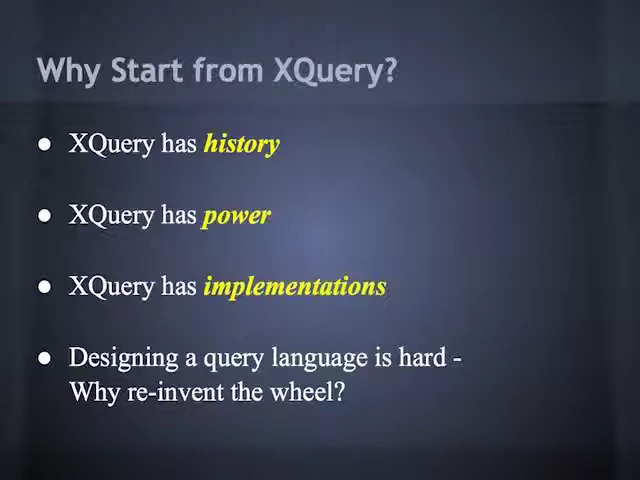 Why Start from XQuery?
● XQuery has history
● XQuery has power
● XQuery has implementations
● Designing a query language is hard -
Why re-invent the wheel?